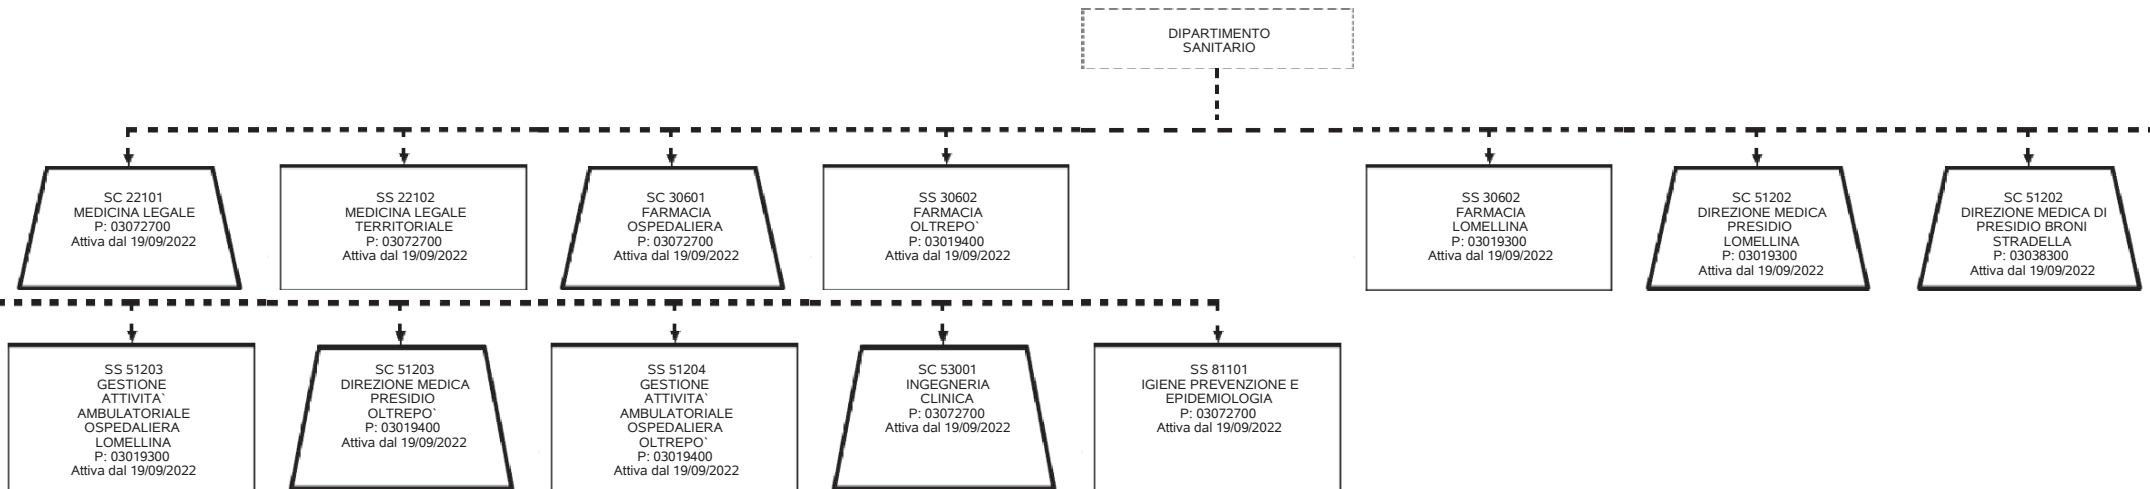 DIPARTIMENTO
SANITARIO
SC 22101
MEDICINA LEGALE
P: 03072700
Attiva dal 19/09/2022
SS 22102
MEDICINA LEGALE
TERRITORIALE
P: 03072700
Attiva dal 19/09/2022
SC 30601
FARMACIA
OSPEDALIERA
P: 03072700
Attiva dal 19/09/2022
SS 30602
FARMACIA
OLTREPO`
P: 03019400
Attiva dal 19/09/2022
SS 30602
FARMACIA
LOMELLINA
P: 03019300
Attiva dal 19/09/2022
SC 51202
DIREZIONE MEDICA
PRESIDIO
LOMELLINA
P: 03019300
Attiva dal 19/09/2022
SC 51202
DIREZIONE MEDICA DI
PRESIDIO BRONI
STRADELLA
P: 03038300
Attiva dal 19/09/2022
SS 51203
GESTIONE
ATTIVITA`
AMBULATORIALE
OSPEDALIERA
LOMELLINA
P: 03019300
Attiva dal 19/09/2022
SC 51203
DIREZIONE MEDICA
PRESIDIO
OLTREPO`
P: 03019400
Attiva dal 19/09/2022
SS 51204
GESTIONE
ATTIVITA`
AMBULATORIALE
OSPEDALIERA
OLTREPO`
P: 03019400
Attiva dal 19/09/2022
SC 53001
INGEGNERIA
CLINICA
P: 03072700
Attiva dal 19/09/2022
SS 81101
IGIENE PREVENZIONE E
EPIDEMIOLOGIA
P: 03072700
Attiva dal 19/09/2022